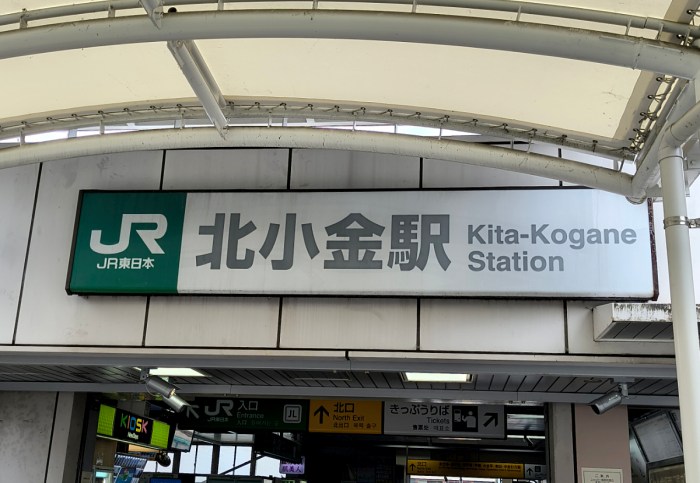 JR
JR東日本
北小金駅
Kita-Kogane
Station
KIOSK
JR
入口
Entrance
JL
北口
North Exit
きっぷうりば
Tickets